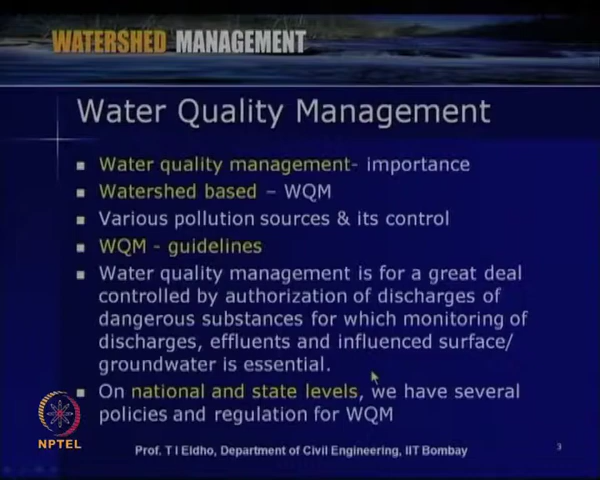 WATERSHED MANAGEMENT
Water Quality Management
Water quality management- importance
Watershed based – WQM
Various pollution sources & its control
WQM - guidelines
Water quality management is for a great deal
controlled by authorization of discharges of
dangerous substances for which monitoring of
discharges, effluents and influenced surface/
groundwater is essential.
On national and state levels, we have several
policies and regulation for WQM
NPTEL
Prof. T I Eldho, Department of Civil Engineering, IIT Bombay
3